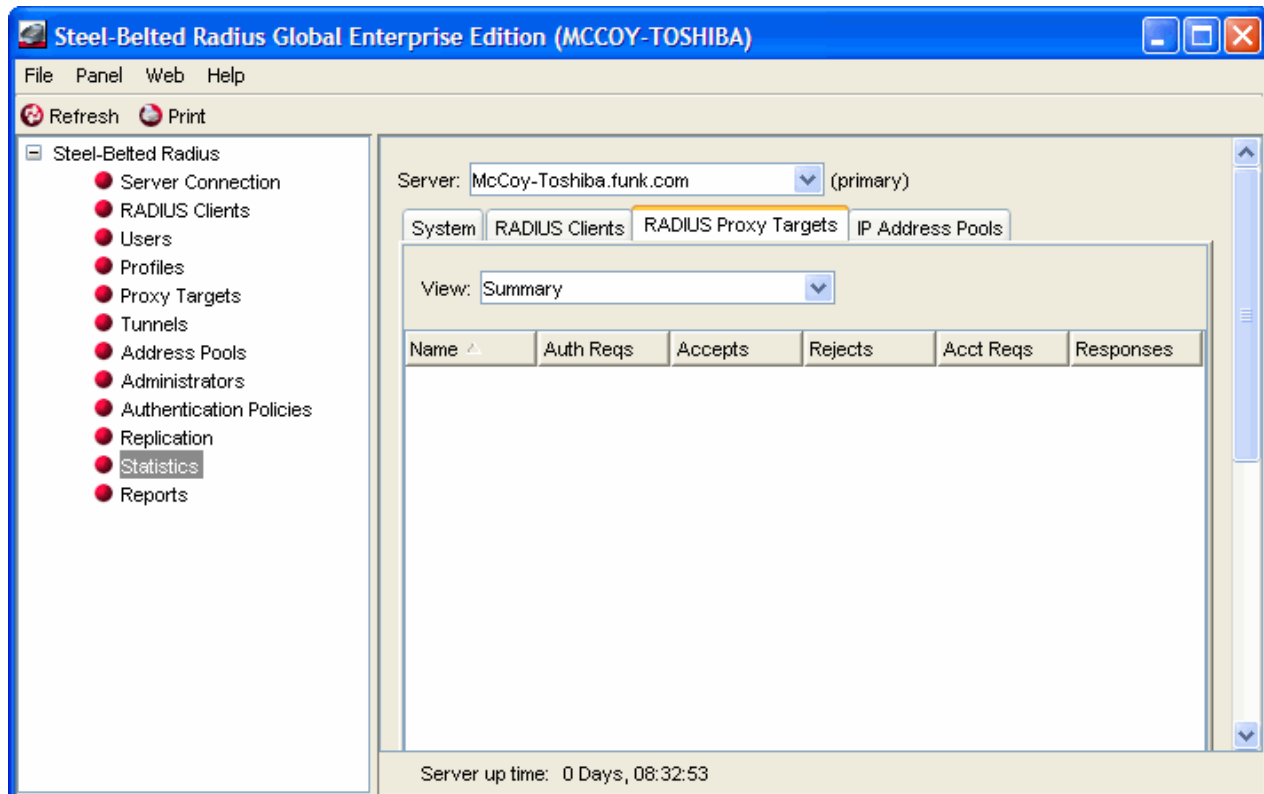 Steel-Belted Radius Global Enterprise Edition (MCCOY-TOSHIBA)
File Panel Web Help
Refresh Print
Steel-Belted Radius
Server Connection
RADIUS Clients
Users
Profiles
Proxy Targets
Tunnels
Address Pools
Administrators
Authentication Policies
Replication
Statistics
Reports
Server: McCoy-Toshiba.funk.com (primary)
System RADIUS Clients RADIUS Proxy Targets IP Address Pools
View: Summary
Name Auth Reqs Accepts Rejects Acct Reqs Responses
Server up time: 0 Days, 08:32:53